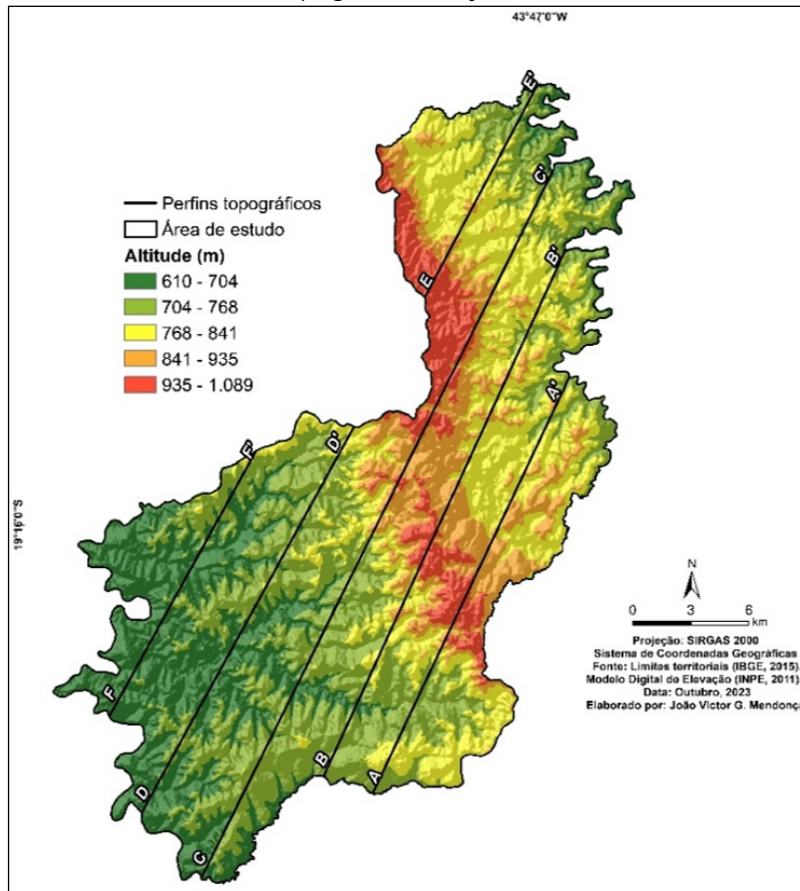 43°47'0"W
E'
C'
Perfins topográficos
Área de estudo
Altitude (m)
610 - 704
704 - 768
768 - 841
841 - 935
935 - 1.089
B'
E
A'
D'
F'
19°16'0"S
N
0 3 6
km
Projeção: SIRGAS 2000
Sistema de Coordenadas Geográficas
Fonte: Limites territoriais (IBGE, 2015),
Modelo Digital de Elevação (INPE, 2011)
Data: Outubro, 2023
Elaborado por: João Victor G. Mendonça
F
B
A
D
C